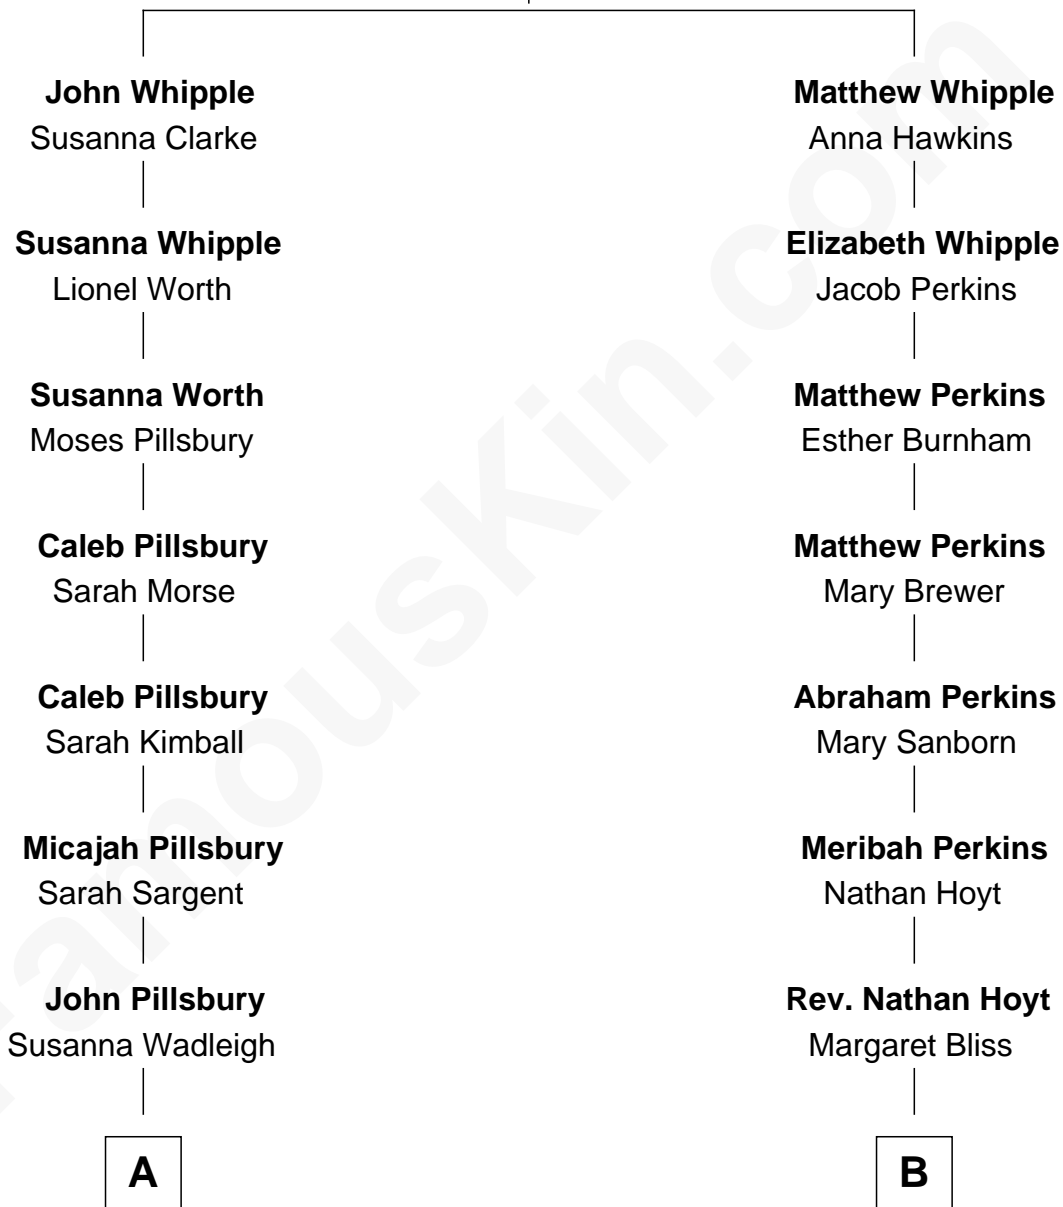 John Whipple
Susanna Clarke
Susanna Whipple
Lionel Worth
Susanna Worth
Moses Pillsbury
Caleb Pillsbury
Sarah Morse
Caleb Pillsbury
Sarah Kimball
Micajah Pillsbury
Sarah Sargent
John Pillsbury
Susanna Wadleigh
A
Matthew Whipple
Anna Hawkins
Elizabeth Whipple
Jacob Perkins
Matthew Perkins
Esther Burnham
Matthew Perkins
Mary Brewer
Abraham Perkins
Mary Sanborn
Meribah Perkins
Nathan Hoyt
Rev. Nathan Hoyt
Margaret Bliss
B
FamousKin.com